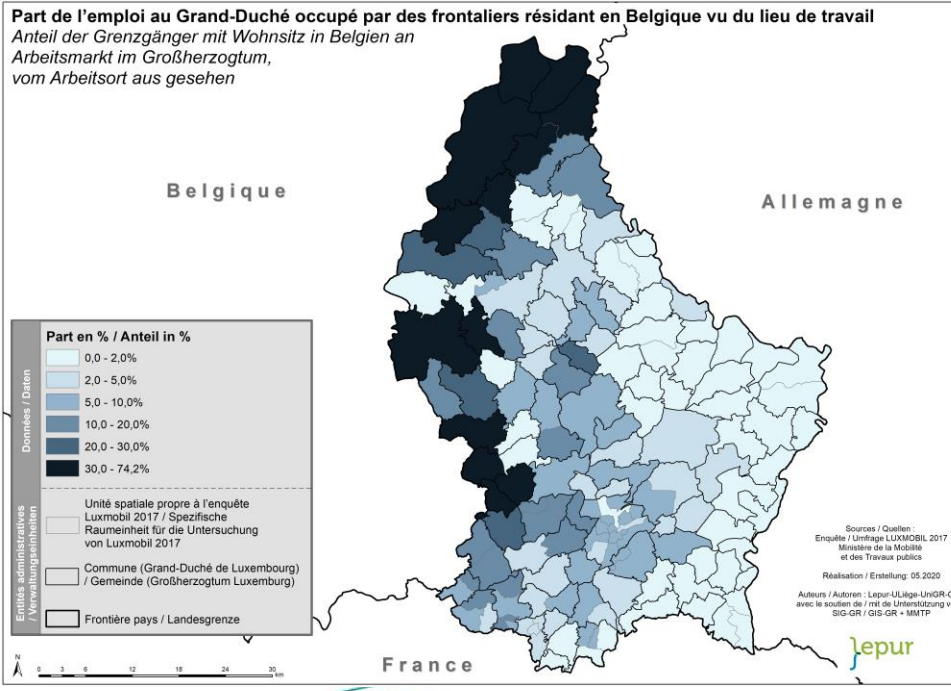 Part de l'emploi au Grand-Duché occupé par des frontaliers résidant en Belgique vu du lieu de travail
Anteil der Grenzgänger mit Wohnsitz in Belgien an
Arbeitsmarkt im Großherzogtum,
vom Arbeitsort aus gesehen
Belgique
Allemagne
Données / Daten
Part en % / Anteil in %
0,0 - 2,0%
2,0 - 5,0%
5,0 - 10,0%
10,0 - 20,0%
20,0 - 30,0%
30,0 - 74,2%
Entités administratives
/ Verwaltungseinheiten
Unité spatiale propre à l'enquête
Luxmobil 2017 / Spezifische
Raumeinheit für die Untersuchung
von Luxmobil 2017
Commune (Grand-Duché de Luxembourg)
/ Gemeinde (Großherzogtum Luxemburg)
Frontière pays / Landesgrenze
N
0 3 6 12 18 24 30
km
France
Sources / Quellen :
Enquête / Umfrage LUXMOBIL 2017
Ministère de la Mobilité
et des Travaux publics
Réalisation / Erstellung: 05.2020
Auteurs / Autoren : Lepur-ULiège-UniGR-C
avec le soutien de / mit de Unterstützung v
SIG-GR / GIS-GR + MMTP
lepur